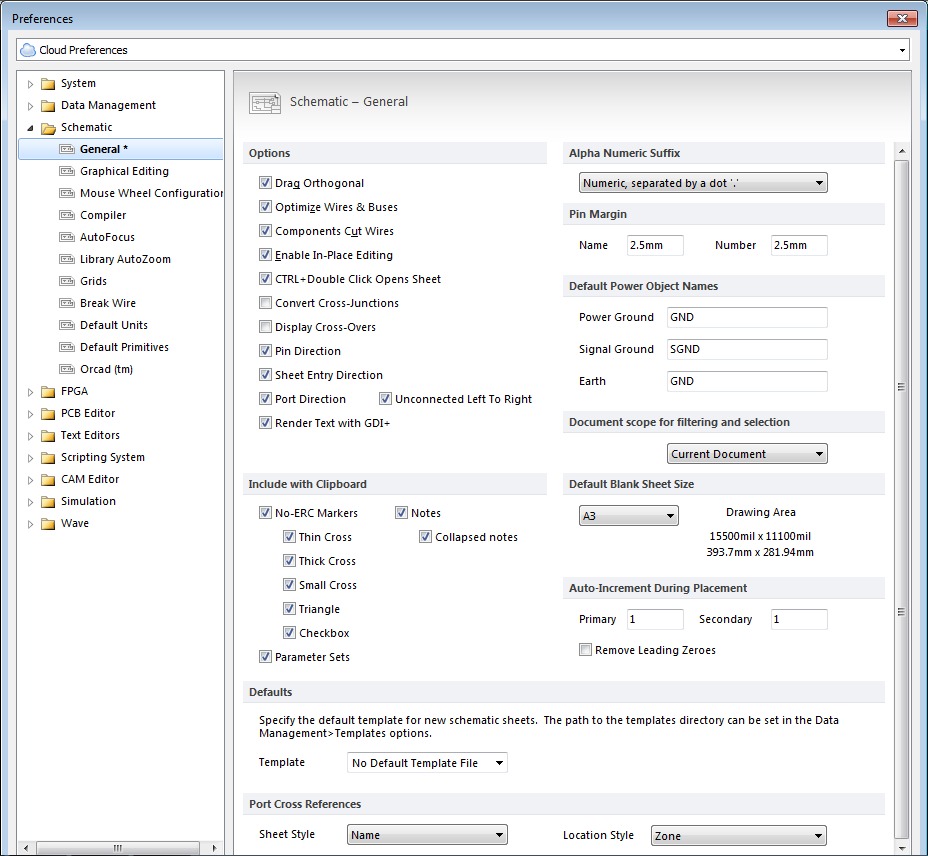 Preferences
Cloud Preferences
System
Data Management
Schematic
General *
Graphical Editing
Mouse Wheel Configuration
Compiler
AutoFocus
Library AutoZoom
Grids
Break Wire
Default Units
Default Primitives
Orcad (tm)
FPGA
PCB Editor
Text Editors
Scripting System
CAM Editor
Simulation
Wave
Schematic – General
Options
Drag Orthogonal
Optimize Wires & Buses
Components Cut Wires
Enable In-Place Editing
CTRL+Double Click Opens Sheet
Convert Cross-Junctions
Display Cross-Overs
Pin Direction
Sheet Entry Direction
Port Direction Unconnected Left To Right
Render Text with GDI+
Alpha Numeric Suffix
Numeric, separated by a dot '.'
Pin Margin
Name 2.5mm Number 2.5mm
Default Power Object Names
Power Ground GND
Signal Ground SGND
Earth GND
Document scope for filtering and selection
Current Document
Include with Clipboard
No-ERC Markers Notes
Thin Cross Collapsed notes
Thick Cross
Small Cross
Triangle
Checkbox
Parameter Sets
Default Blank Sheet Size
A3 Drawing Area
15500mil x 11100mil
393.7mm x 281.94mm
Auto-Increment During Placement
Primary 1 Secondary 1
Remove Leading Zeroes
Defaults
Specify the default template for new schematic sheets. The path to the templates directory can be set in the Data
Management>Templates options.
Template No Default Template File
Port Cross References
Sheet Style Name Location Style Zone